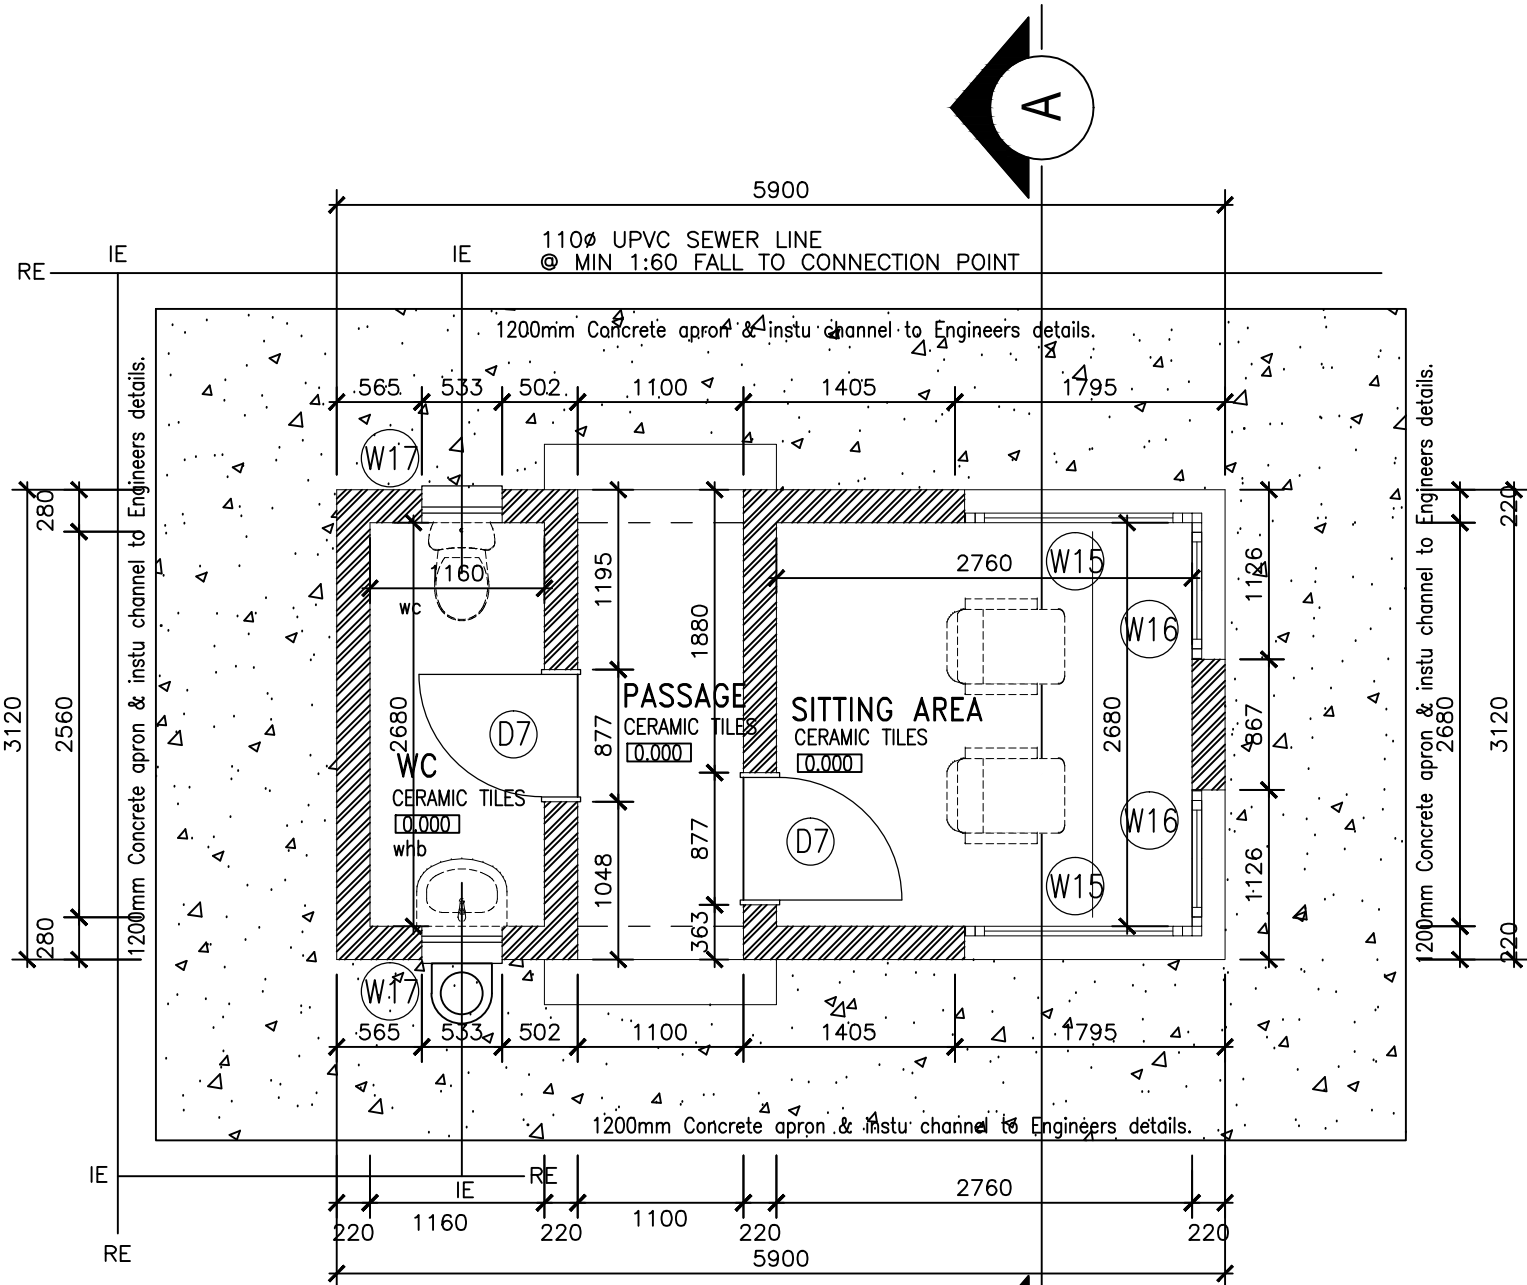 A
5900
110ø UPVC SEWER LINE
@ MIN 1:60 FALL TO CONNECTION POINT
IE
IE
RE
1200mm Concrete apron & instu channel to Engineers details.
565
533
502
1100
1405
1795
W17
1200mm Concrete apron & instu channel to Engineers details.
1200mm Concrete apron & instu channel to Engineers details.
280
2560
280
3120
1160
wc
2680
WC
CERAMIC TILES
0.000
whb
D7
1195
877
1048
1880
877
363
PASSAGE
CERAMIC TILES
0.000
SITTING AREA
CERAMIC TILES
0.000
D7
2760
W15
W16
2680
W16
W15
1126
867
1126
220
2680
220
3120
W17
565
533
502
1100
1405
1795
1200mm Concrete apron & instu channel to Engineers details.
IE
RE
IE
RE
220
1160
220
1100
220
2760
220
5900